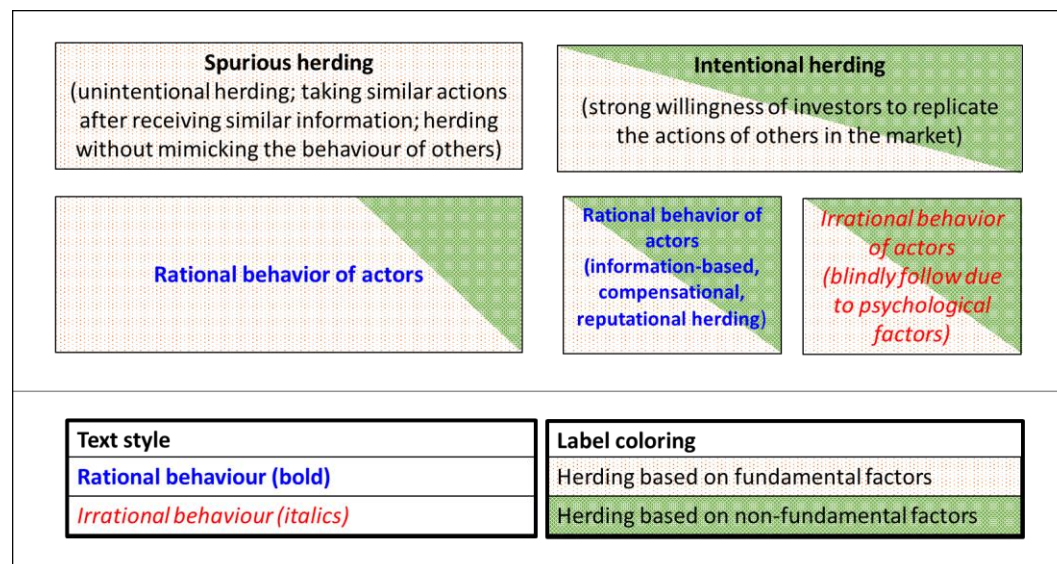 Spurious herding
(unintentional herding; taking similar actions
after receiving similar information; herding
without mimicking the behaviour of others)
Intentional herding
(strong willingness of investors to replicate
the actions of others in the market)
Rational behavior of actors
Rational behavior of
actors
(information-based,
compensational,
reputational herding)
Irrational behavior
of actors
(blindly follow due
to psychological
factors)
Text style
Rational behaviour (bold)
Irrational behaviour (italics)
Label coloring
Herding based on fundamental factors
Herding based on non-fundamental factors